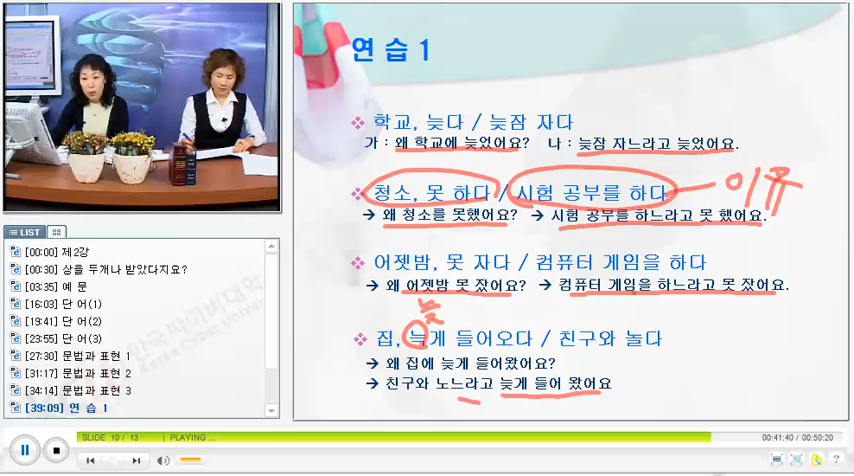 연 습 1
학교, 늦다 / 늦잠 자다
가 : 왜 학교에 늦었어요? 나 : 늦잠 자느라고 늦었어요.
청소, 못 하다 / 시험 공부를 하다
이유
→ 왜 청소를 못했어요? → 시험 공부를 하느라고 못 했어요.
어젯밤, 못 자다 / 컴퓨터 게임을 하다
→ 왜 어젯밤 못 잤어요? → 컴퓨터 게임을 하느라고 못 잤어요.
늦
집, 늑게 들어오다 / 친구와 놀다
→ 왜 집에 늦게 들어왔어요?
→ 친구와 노느라고 늦게 들어 왔어요
LIST
[00:00] 제2강
[00:30] 상을 두개나 받았다지요?
[03:35] 예 문
[16:03] 단 어(1)
[19:41] 단 어(2)
[23:55] 단 어(3)
[27:30] 문법과 표현 1
[31:17] 문법과 표현 2
[34:14] 문법과 표현 3
[39:09] 연 습 1
한국싸이버대학
Korea Cyber University
SLIDE 10 / 13 | PLAYING ...
00:41:40 / 00:50:20